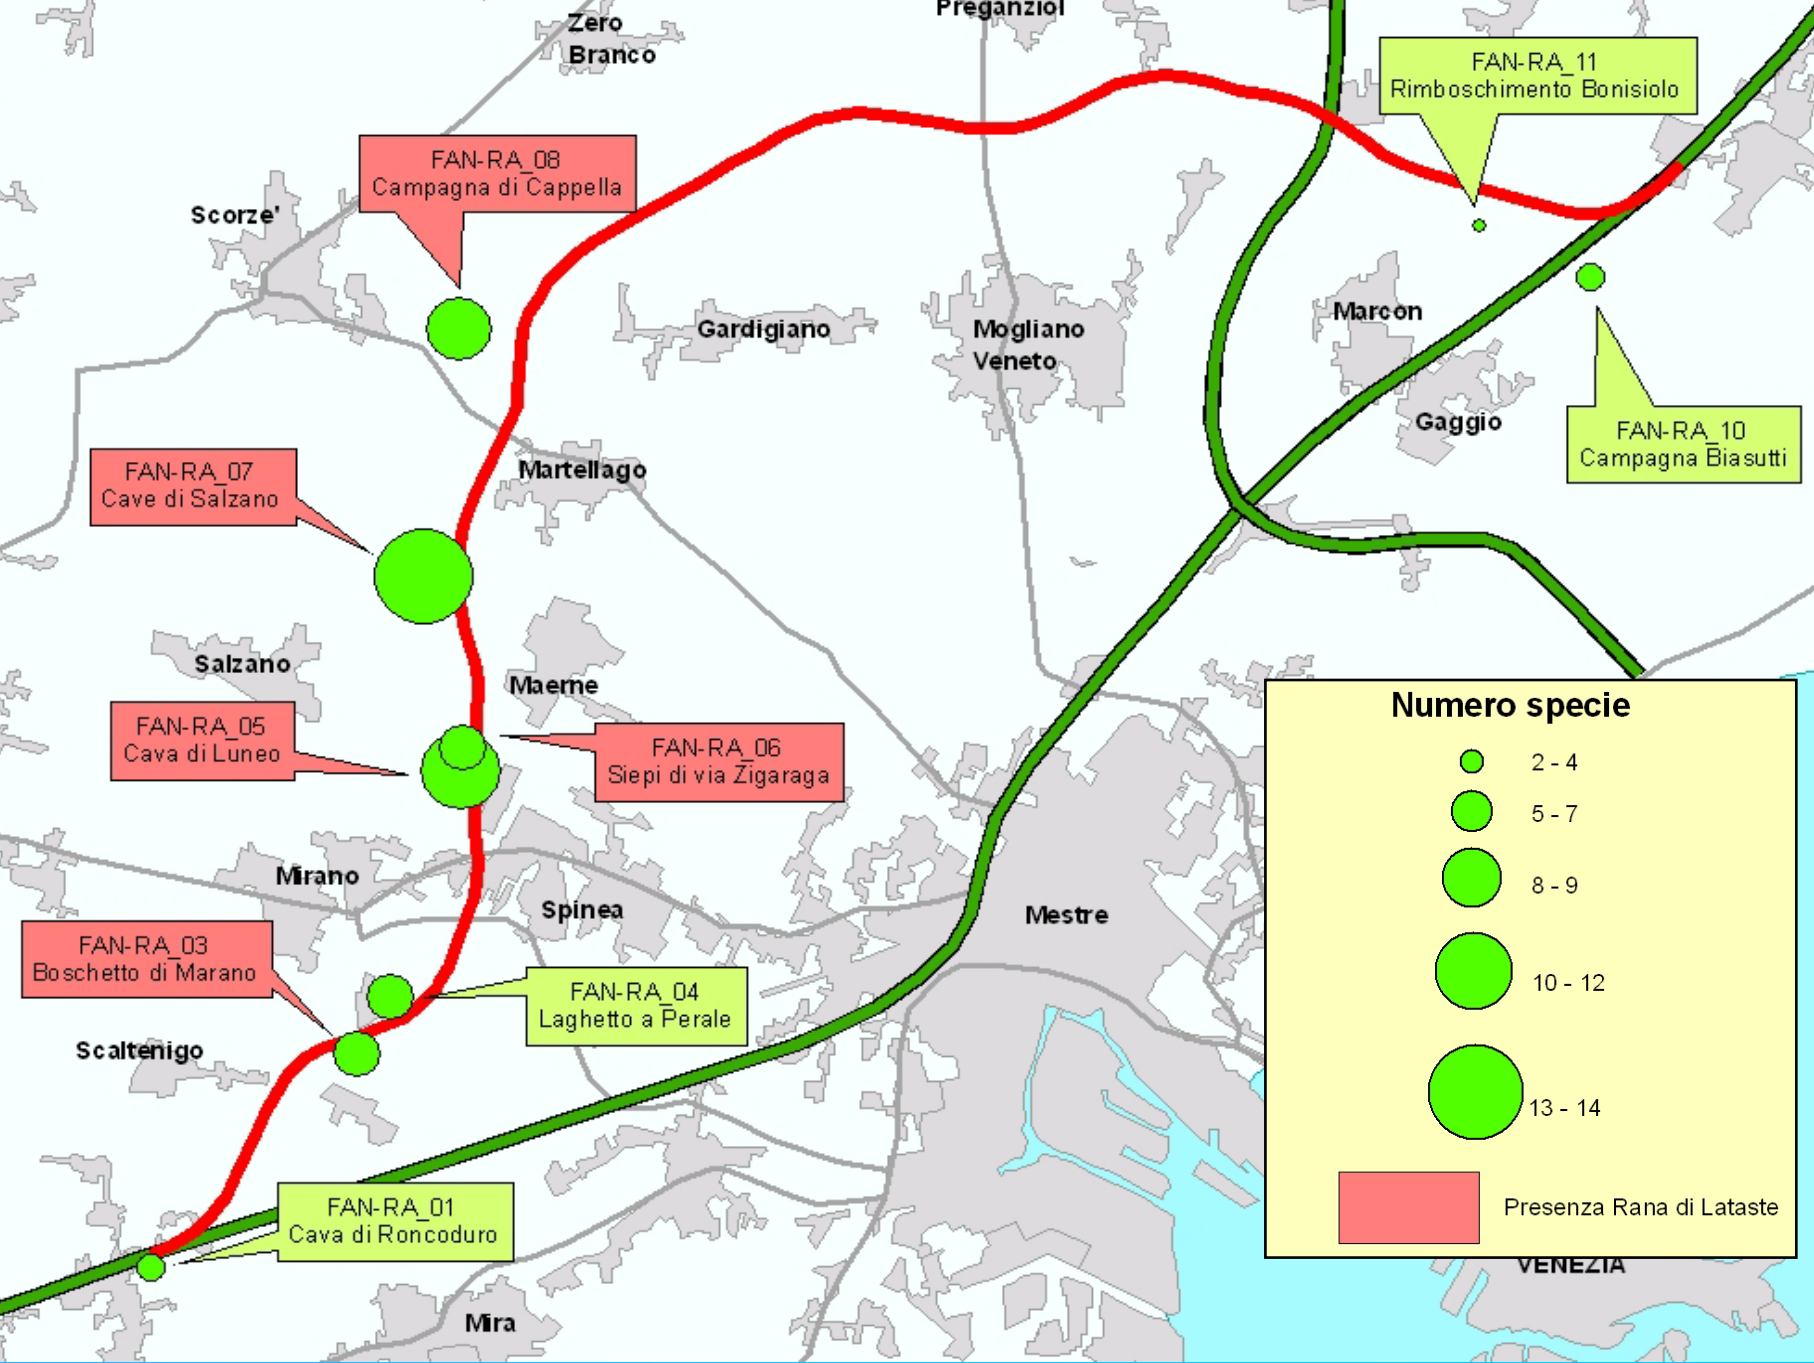 Zero
Branco
Preganziol
FAN-RA_11
Rimboschimento Bonisiolo
FAN-RA_08
Campagna di Cappella
Scorze'
Gardigiano
Mogliano
Veneto
Marcon
Gaggio
FAN-RA_10
Campagna Biasutti
FAN-RA_07
Cave di Salzano
Martellago
Salzano
Maerne
FAN-RA_05
Cava di Luneo
FAN-RA_06
Siepi di via Zigaraga
Mirano
Spinea
Mestre
FAN-RA_03
Boschetto di Marano
FAN-RA_04
Laghetto a Perale
Scaltenigo
FAN-RA_01
Cava di Roncoduro
Mira
Numero specie
2 - 4
5 - 7
8 - 9
10 - 12
13 - 14
Presenza Rana di Lataste
VENEZIA